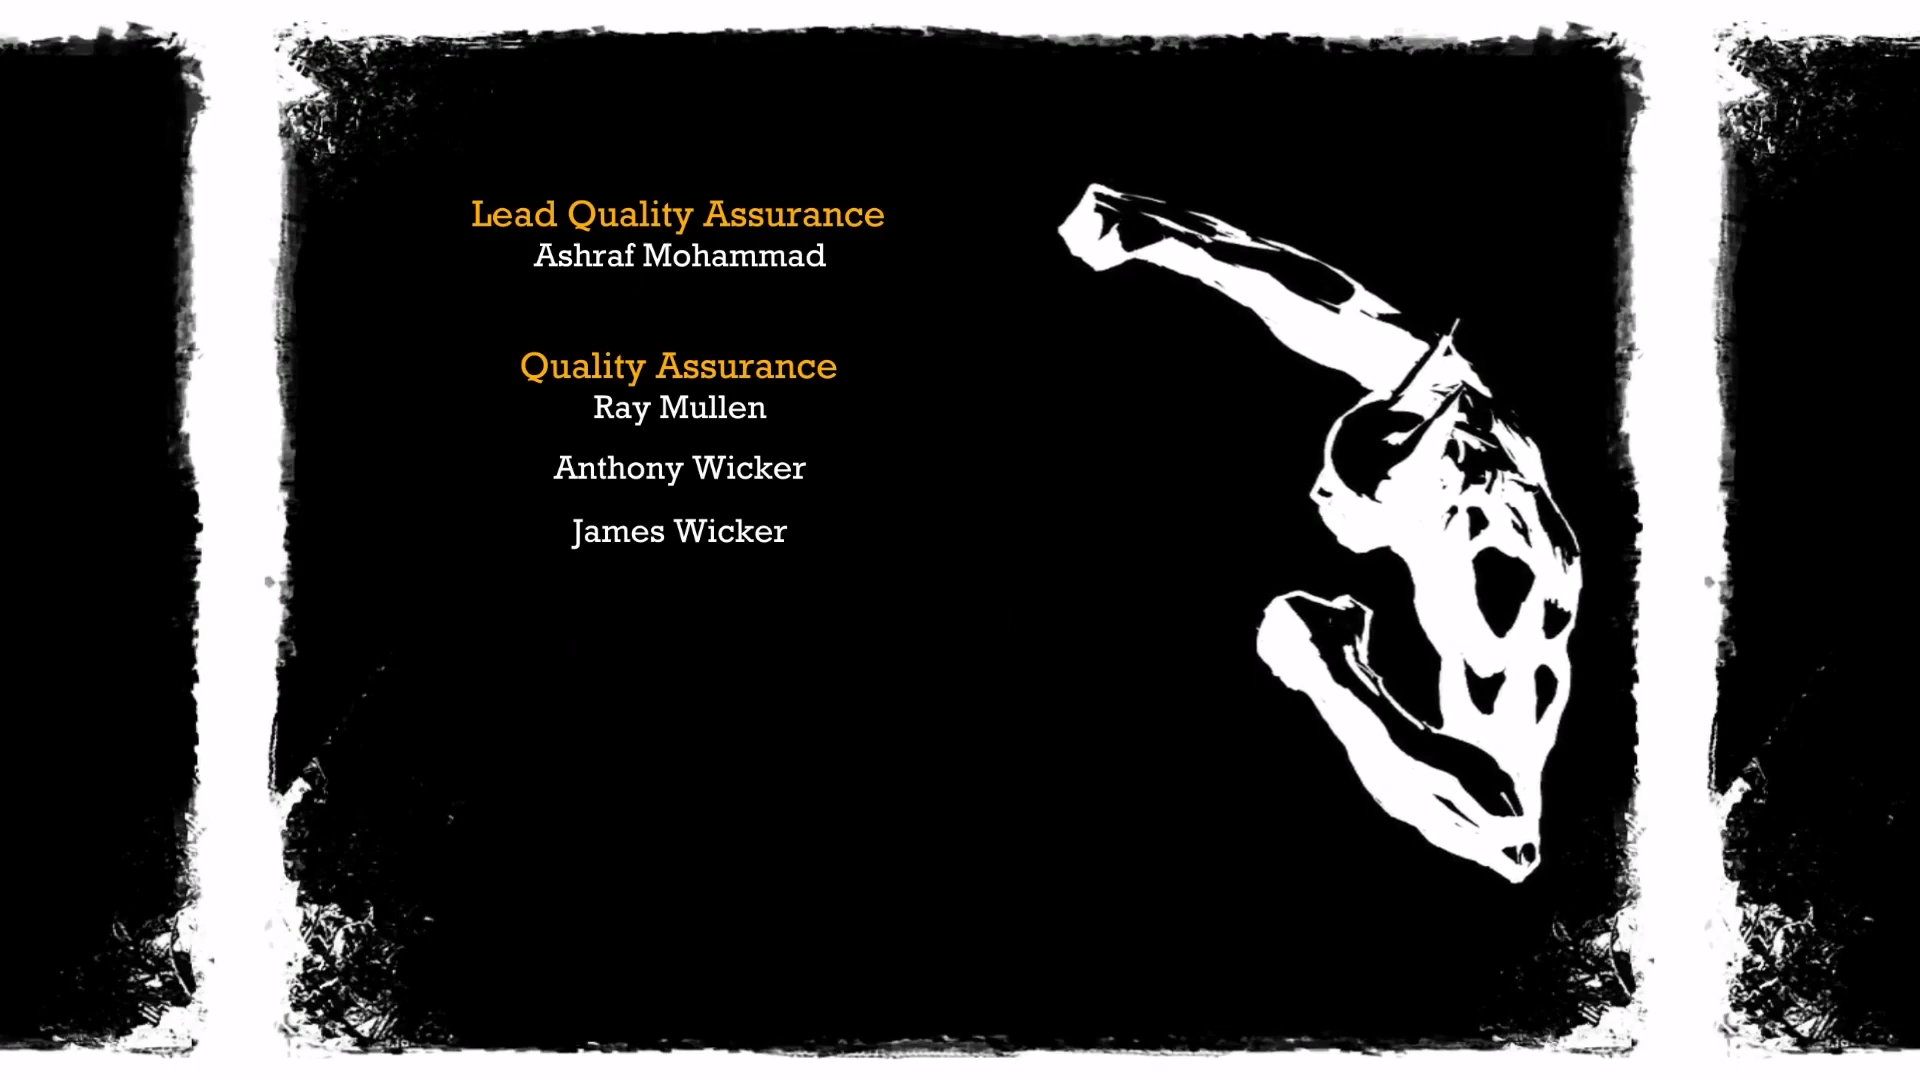 Lead Quality Assurance
Ashraf Mohammad
Quality Assurance
Ray Mullen
Anthony Wicker
James Wicker